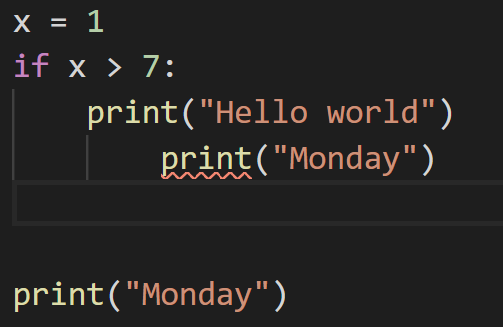 x = 1
if x > 7:
    print("Hello world")
        print("Monday")
print("Monday")